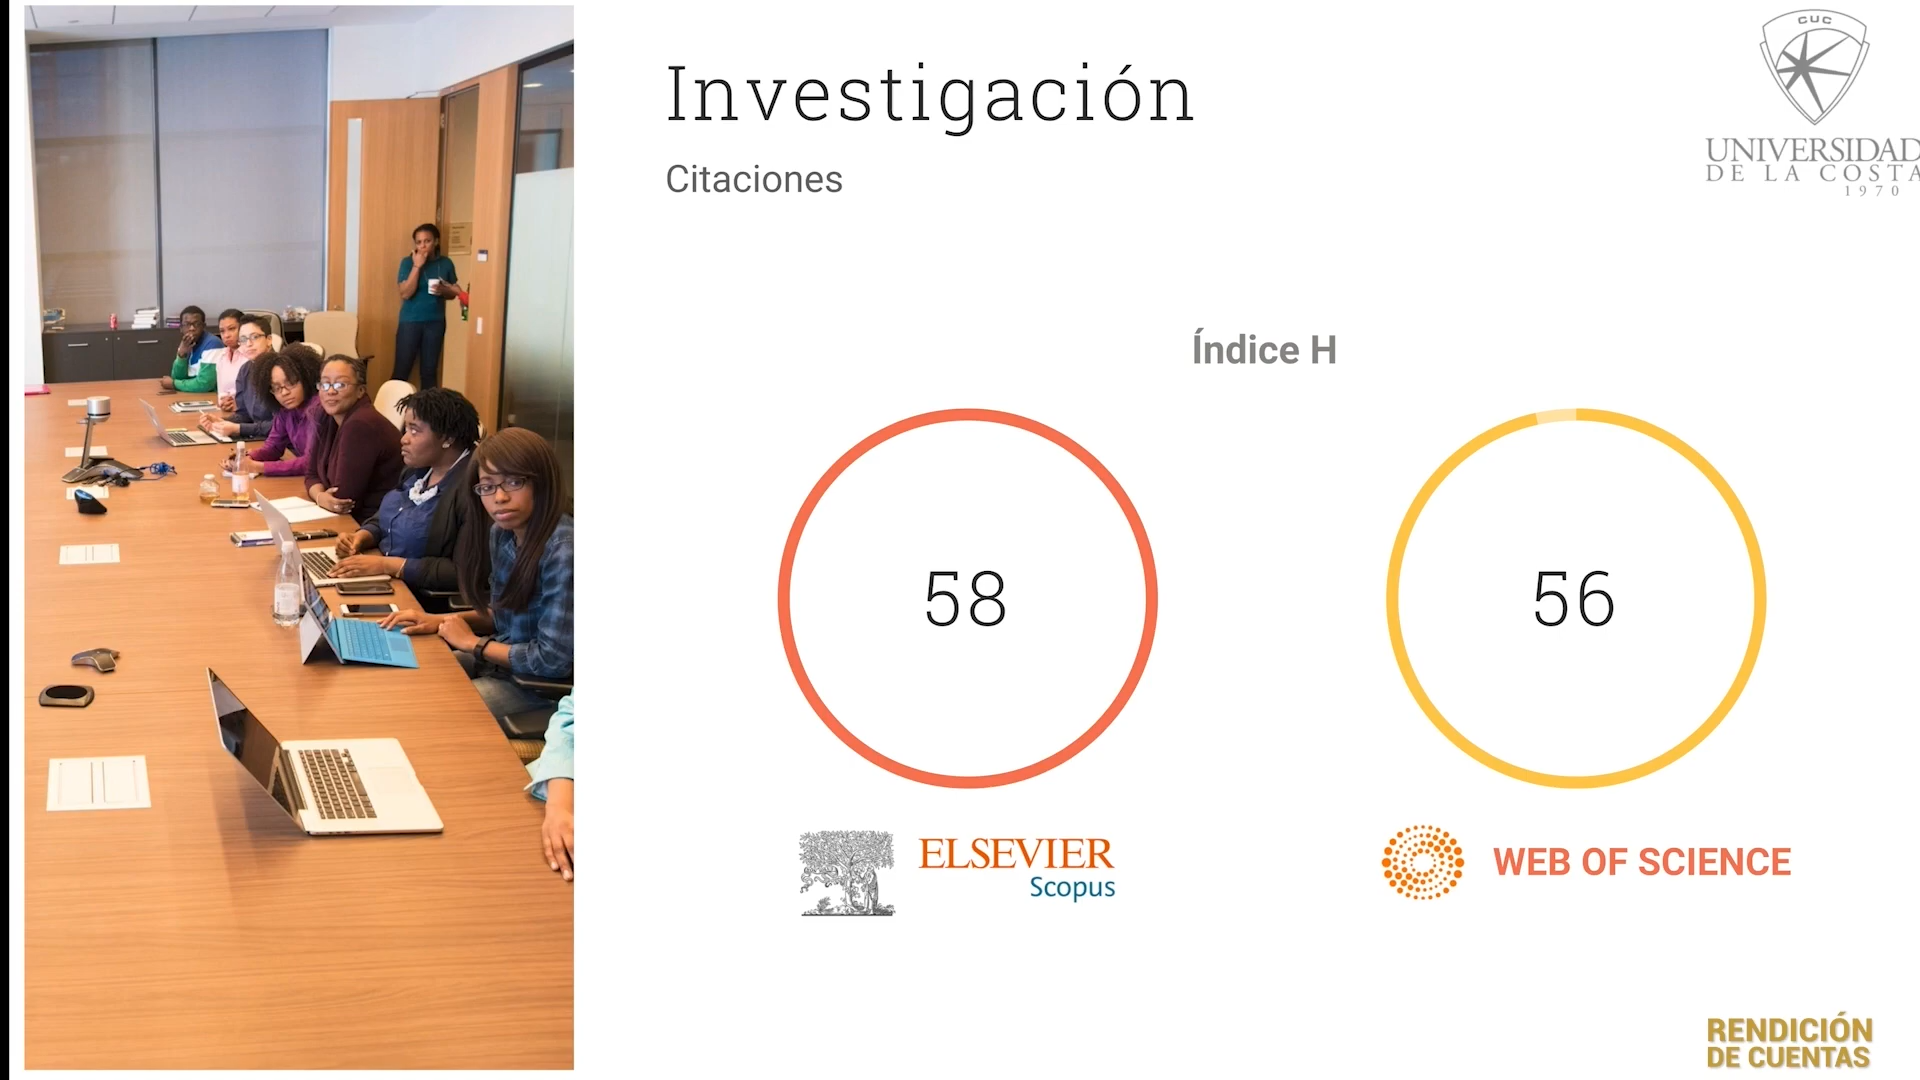 Investigación
Citaciones
CUC
UNIVERSIDAD
DE LA COSTA
1970
Índice H
58
56
ELSEVIER
Scopus
WEB OF SCIENCE
RENDICIÓN
DE CUENTAS